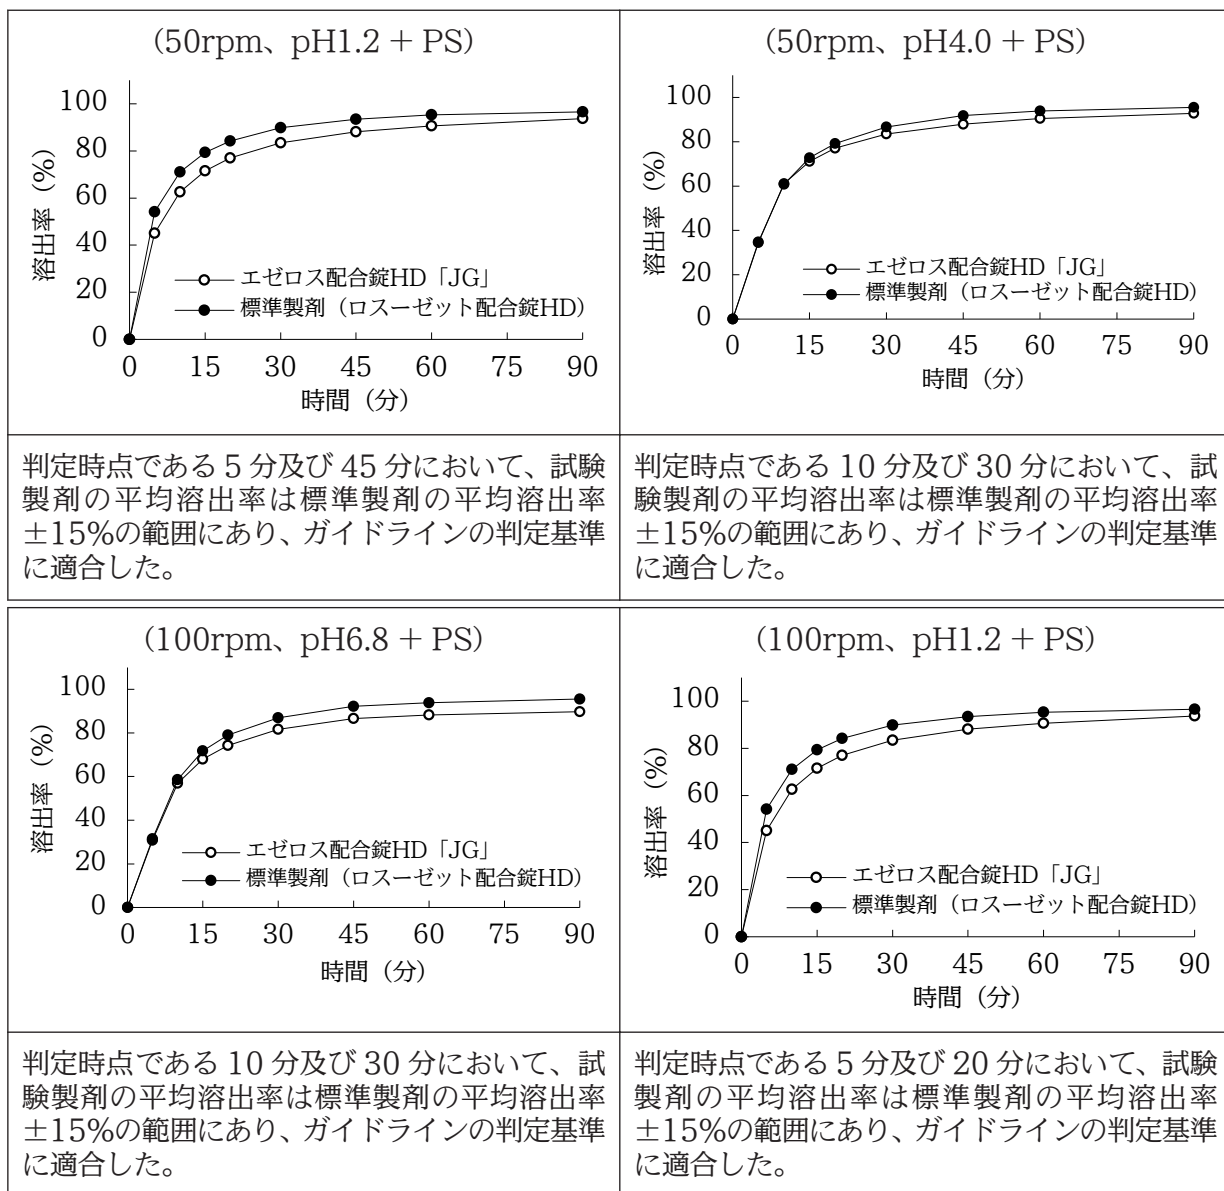 (50rpm、pH1.2 + PS)
100
80
60
40
20
0
溶出率 (%)
エゼロス配合錠HD「JG」
標準製剤（ロスーゼット配合錠HD）
0 15 30 45 60 75 90
時間（分）
(50rpm、pH4.0 + PS)
100
80
60
40
20
0
溶出率 (%)
エゼロス配合錠HD「JG」
標準製剤（ロスーゼット配合錠HD）
0 15 30 45 60 75 90
時間（分）
判定時点である 5 分及び 45 分において、試験
製剤の平均溶出率は標準製剤の平均溶出率
±15%の範囲にあり、ガイドラインの判定基準
に適合した。
判定時点である 10 分及び 30 分において、試
験製剤の平均溶出率は標準製剤の平均溶出率
±15%の範囲にあり、ガイドラインの判定基準
に適合した。
(100rpm、pH6.8 + PS)
100
80
60
40
20
0
溶出率 (%)
エゼロス配合錠HD「JG」
標準製剤（ロスーゼット配合錠HD）
0 15 30 45 60 75 90
時間（分）
(100rpm、pH1.2 + PS)
100
80
60
40
20
0
溶出率 (%)
エゼロス配合錠HD「JG」
標準製剤（ロスーゼット配合錠HD）
0 15 30 45 60 75 90
時間（分）
判定時点である 10 分及び 30 分において、試
験製剤の平均溶出率は標準製剤の平均溶出率
±15%の範囲にあり、ガイドラインの判定基準
に適合した。
判定時点である 5 分及び 20 分において、試験
製剤の平均溶出率は標準製剤の平均溶出率
±15%の範囲にあり、ガイドラインの判定基準
に適合した。